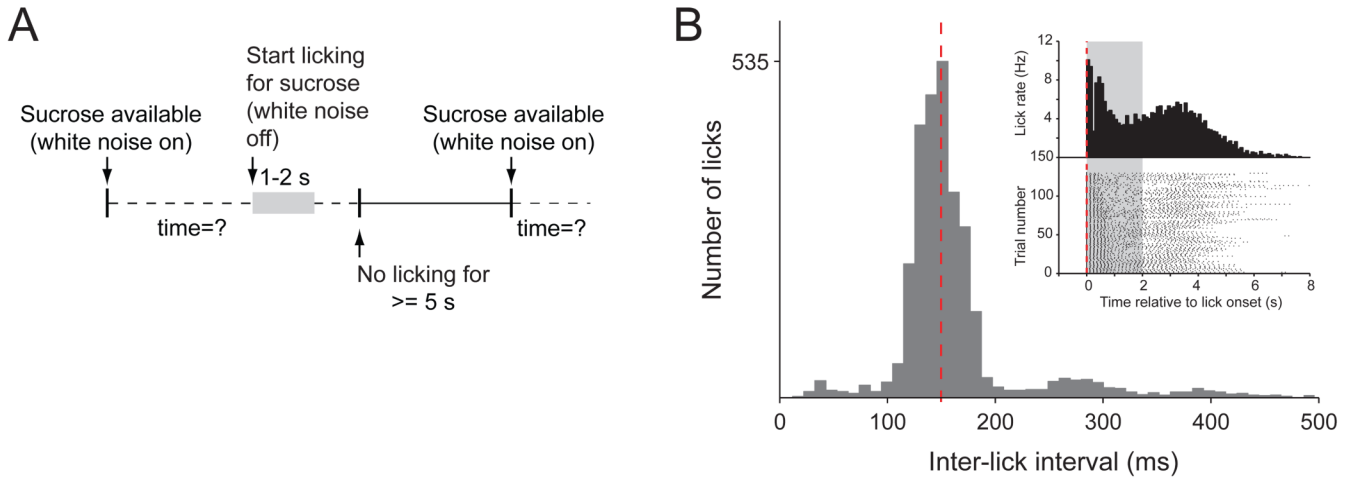 A
Sucrose available
(white noise on)
Start licking
for sucrose
(white noise
off)
1-2 s
Sucrose available
(white noise on)
time=?
time=?
No licking for
>= 5 s
B
535
Number of licks
0 100 200 300 400 500
Inter-lick interval (ms)
12
8
4
Lick rate (Hz)
150
100
50
0
Trial number
0 2 4 6 8
Time relative to lick onset (s)